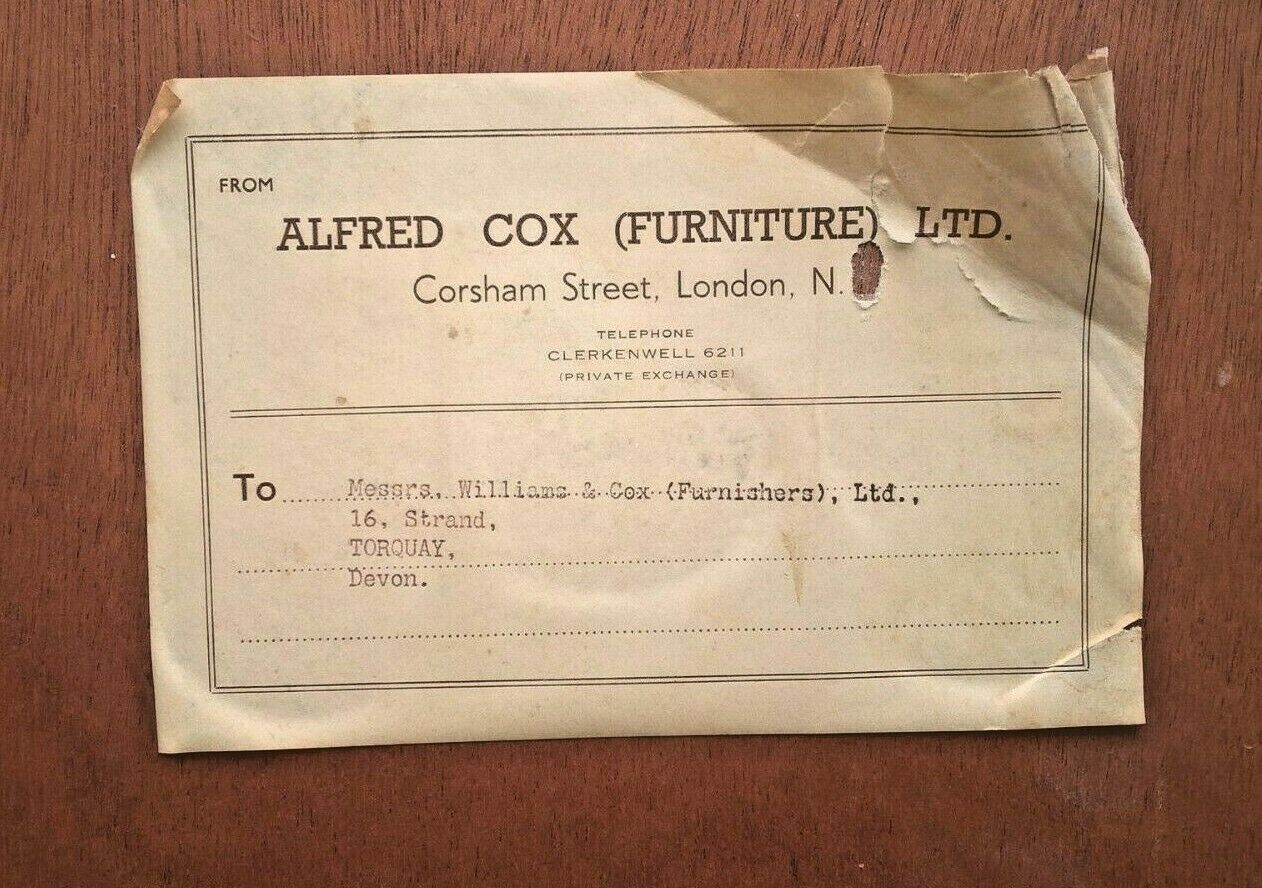 FROM
ALFRED COX (FURNITURE) LTD.
Corsham Street, London, N.
TELEPHONE
CLERKENWELL 6211
(PRIVATE EXCHANGE)
To Messrs. Williams & Cox (Furnishers), Ltd.,
16, Strand,
TORQUAY,
Devon.